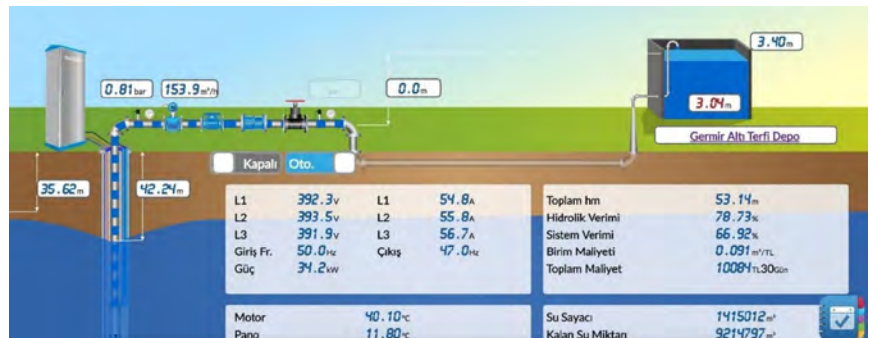 3.40 m
0.81 bar 153.9 m³/h 0.0 m
3.04 m
Germir Altı Terfi Depo
Kapalı Oto.
35.62 m 42.24 m
L1 392.3 V L1 54.8 A
L2 393.5 V L2 55.8 A
L3 391.9 V L3 56.7 A
Giriş Fr. 50.0 Hz Çıkış 47.0 Hz
Güç 34.2 kW
Toplam hm 53.14 m
Hidrolik Verimi 78.73 %
Sistem Verimi 66.92 %
Birim Maliyeti 0.091 m³/TL
Toplam Maliyet 10084 TL 30 Gün
Motor 40.10 °C
Pano 11.80 °C
Su Sayacı 1415012 m³
Kalan Su Miktarı 9214797 m³